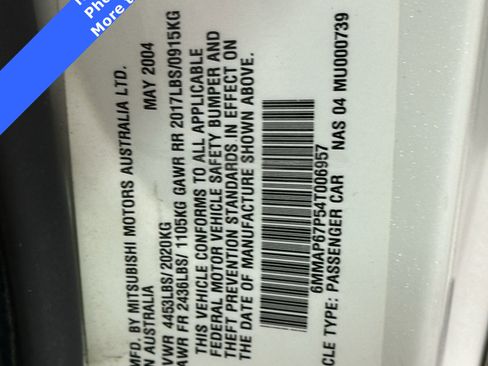 Pho
More
MFD. BY MITSUBISHI MOTORS AUSTRALIA LTD.
N AUSTRALIA MAY 2004
VWR 4453LBS/2020KG
AWR FR 2436LBS/ 1105KG GAWR RR 2017LBS/0915KG
THIS VEHICLE CONFORMS TO ALL APPLICABLE
FEDERAL MOTOR VEHICLE SAFETY BUMPER AND
THEFT PREVENTION STANDARDS IN EFFECT ON
THE DATE OF MANUFACTURE SHOWN ABOVE.
6MMAP67P54T006957
CLE TYPE: PASSENGER CAR NAS 04 MU000739